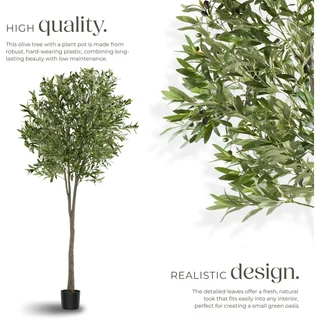 HIGH quality.
This olive tree with a plant pot is made from
robust, hard-wearing plastic, combining long-
lasting beauty with low maintenance.
REALISTIC design.
The detailed leaves offer a fresh, natural
look that fits easily into any interior,
perfect for creating a small green oasis.